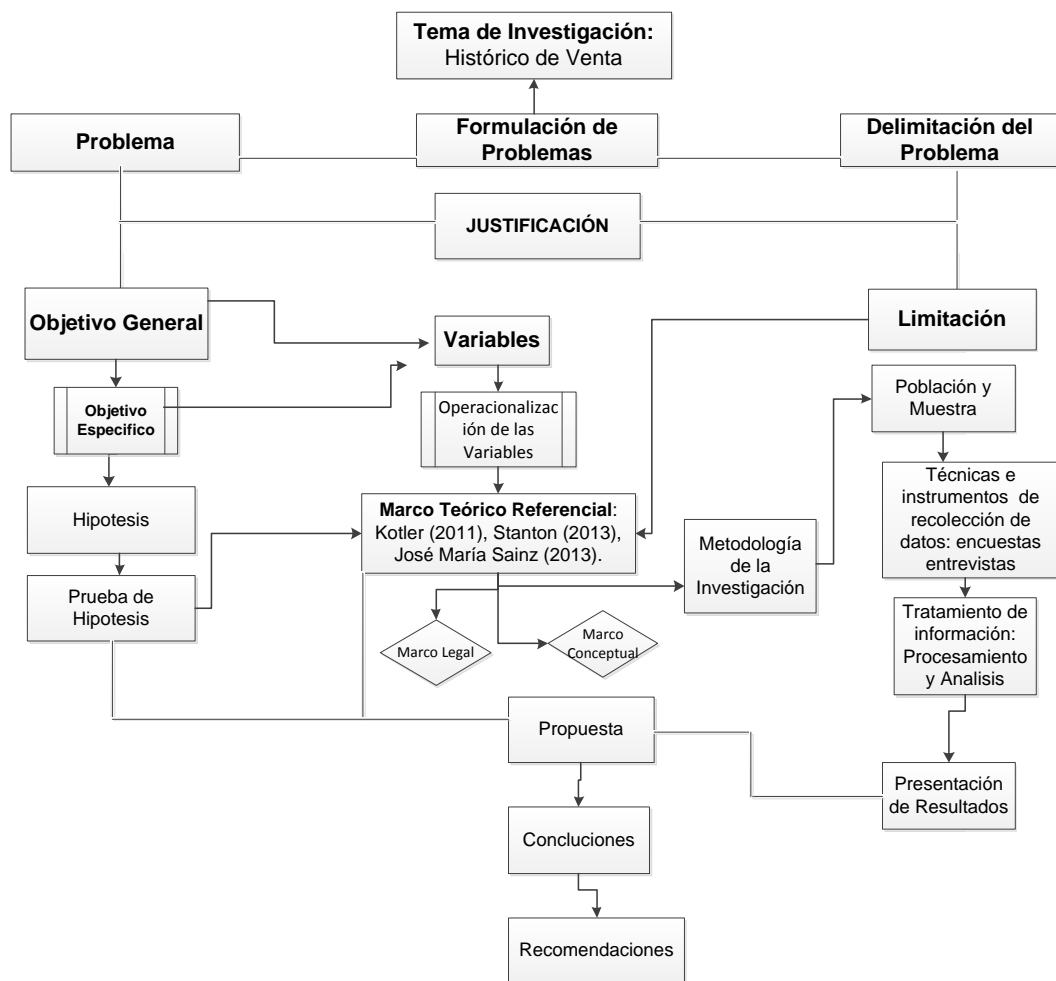 Tema de Investigación:
Histórico de Venta
Problema
Formulación de
Problemas
Delimitación del
Problema
JUSTIFICACIÓN
Objetivo General
Variables
Limitación
Objetivo
Especifico
Operacionalizac
ión de las
Variables
Población y
Muestra
Hipotesis
Marco Teórico Referencial:
Kotler (2011), Stanton (2013),
José María Sainz (2013).
Técnicas e
instrumentos de
recolección de
datos: encuestas
entrevistas
Metodología
de la
Investigación
Prueba de
Hipotesis
Marco Legal
Marco
Conceptual
Tratamiento de
información:
Procesamiento
y Analisis
Propuesta
Presentación
de Resultados
Concluciones
Recomendaciones